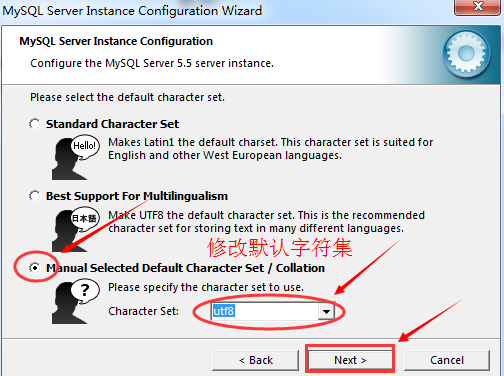 MySQL Server Instance Configuration Wizard
MySQL Server Instance Configuration
Configure the MySQL Server 5.5 server instance.
Please select the default character set.
Standard Character Set
Hello!
Makes Latin1 the default charset. This character set is suited for
English and other West European languages.
Best Support For Multilingualism
日本語
Make UTF8 the default character set. This is the recommended
character set for storing text in many different languages.
修改默认字符集
Manual Selected Default Character Set / Collation
?
Please specify the character set to use.
Character Set:
utf8
< Back
Next >
Cancel